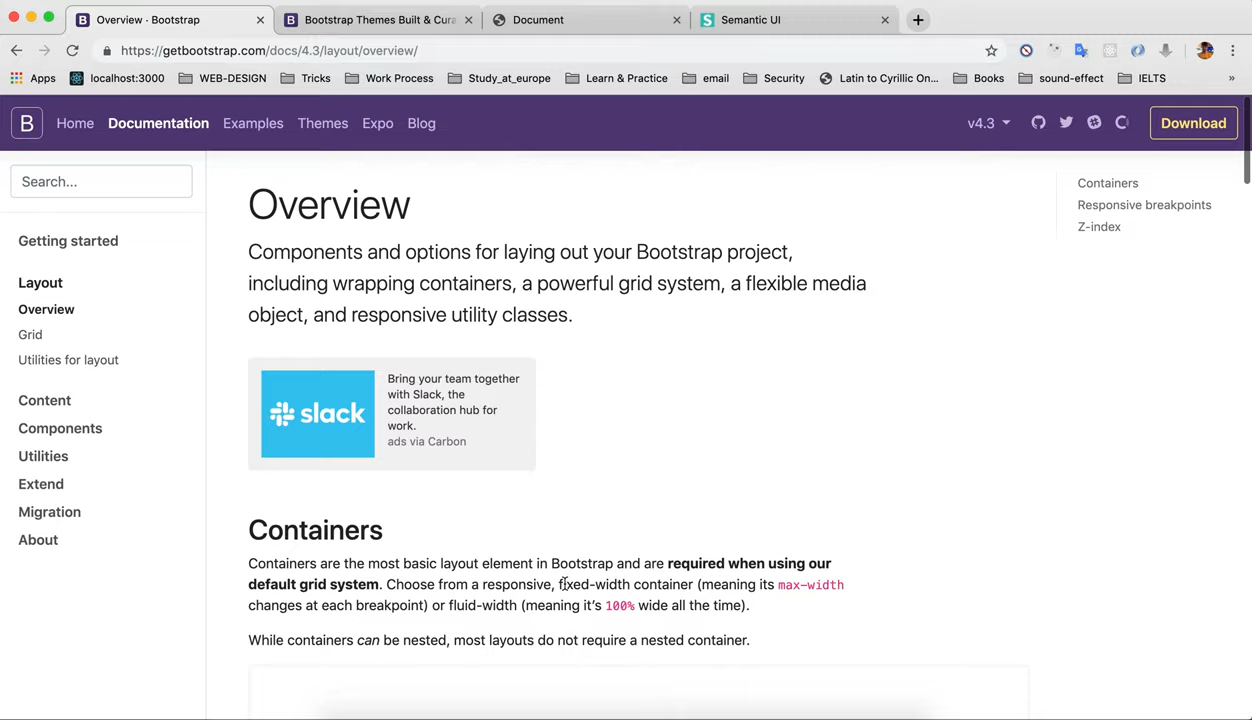 Overview · Bootstrap
Bootstrap Themes Built & Cura
Document
Semantic UI
https://getbootstrap.com/docs/4.3/layout/overview/
Apps
localhost:3000
WEB-DESIGN
Tricks
Work Process
Study_at_europe
Learn & Practice
email
Security
Latin to Cyrillic On...
Books
sound-effect
IELTS
»
B
Home
Documentation
Examples
Themes
Expo
Blog
v4.3
Download
Search...
Getting started
Layout
Overview
Grid
Utilities for layout
Content
Components
Utilities
Extend
Migration
About
Overview
Components and options for laying out your Bootstrap project,
including wrapping containers, a powerful grid system, a flexible media
object, and responsive utility classes.
slack
Bring your team together
with Slack, the
collaboration hub for
work.
ads via Carbon
Containers
Containers are the most basic layout element in Bootstrap and are required when using our
default grid system. Choose from a responsive, fixed-width container (meaning its max-width
changes at each breakpoint) or fluid-width (meaning it's 100% wide all the time).
While containers can be nested, most layouts do not require a nested container.
Containers
Responsive breakpoints
Z-index